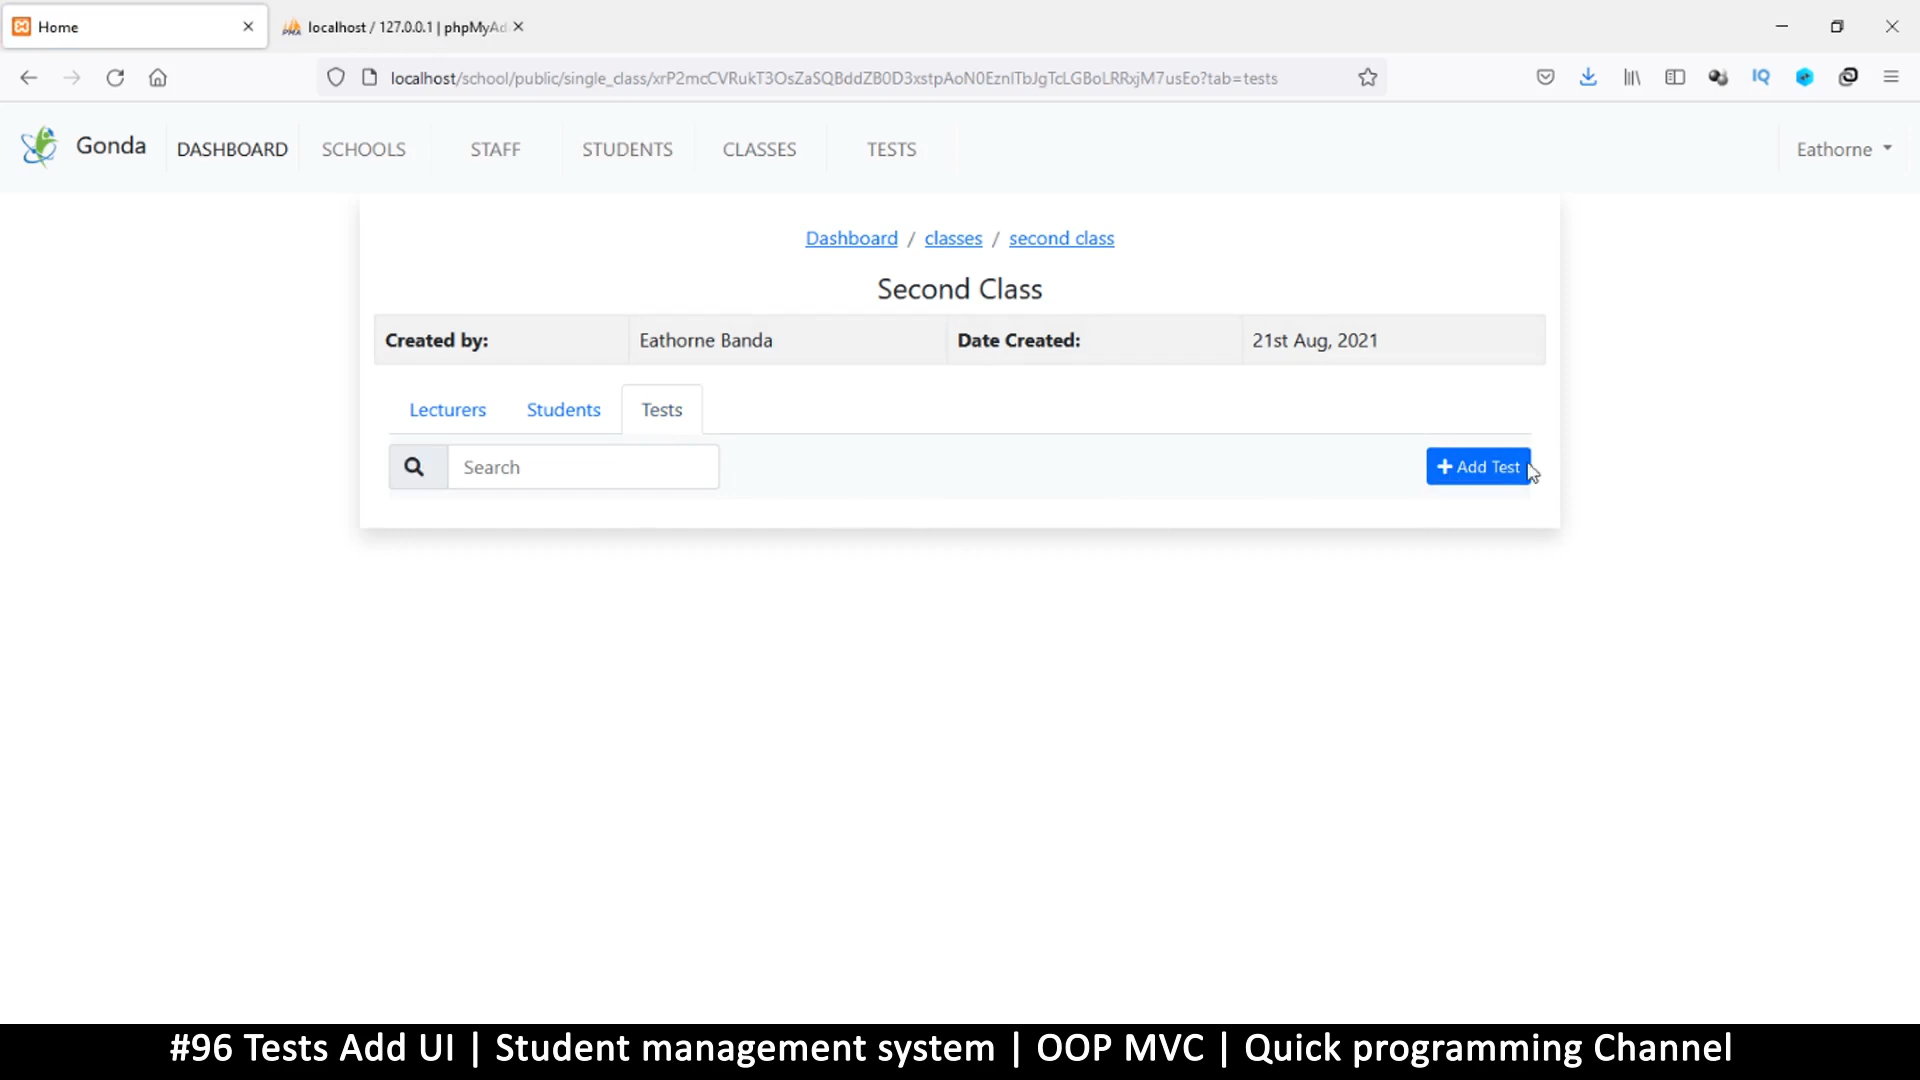 Home
localhost / 127.0.0.1 | phpMyAd
localhost/school/public/single_class/xrP2mcCVRukT3OsZaSQBddZB0D3xstpAoN0EznlTbJgTcLGBoLRRxjM7usEo?tab=tests
IQ
Gonda DASHBOARD SCHOOLS STAFF STUDENTS CLASSES TESTS Eathorne
Dashboard / classes / second class
Second Class
Created by: Eathorne Banda Date Created: 21st Aug, 2021
Lecturers Students Tests
Search + Add Test
#96 Tests Add UI | Student management system | OOP MVC | Quick programming Channel